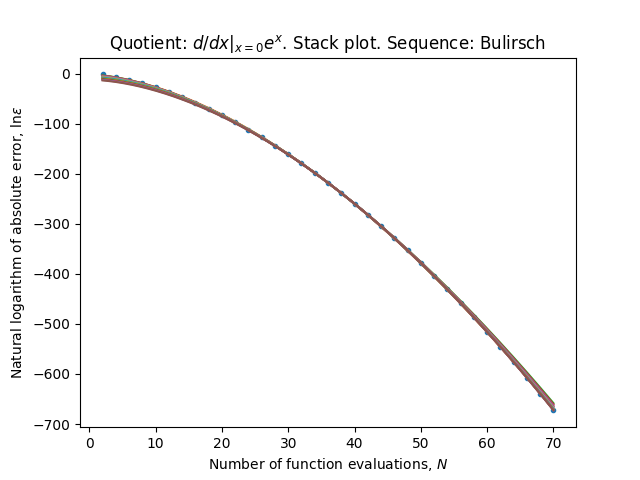 Quotient: d/dx|ₓ₌₀eˣ. Stack plot. Sequence: Bulirsch
Natural logarithm of absolute error, lnε
0
−100
−200
−300
−400
−500
−600
−700
0 10 20 30 40 50 60 70
Number of function evaluations, N